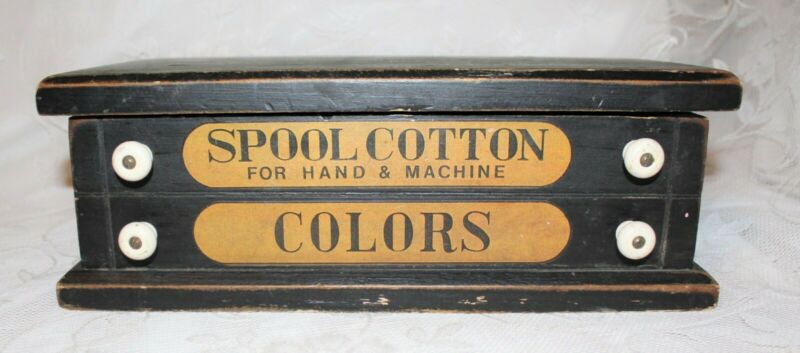 SPOOL COTTON
FOR HAND & MACHINE
COLORS